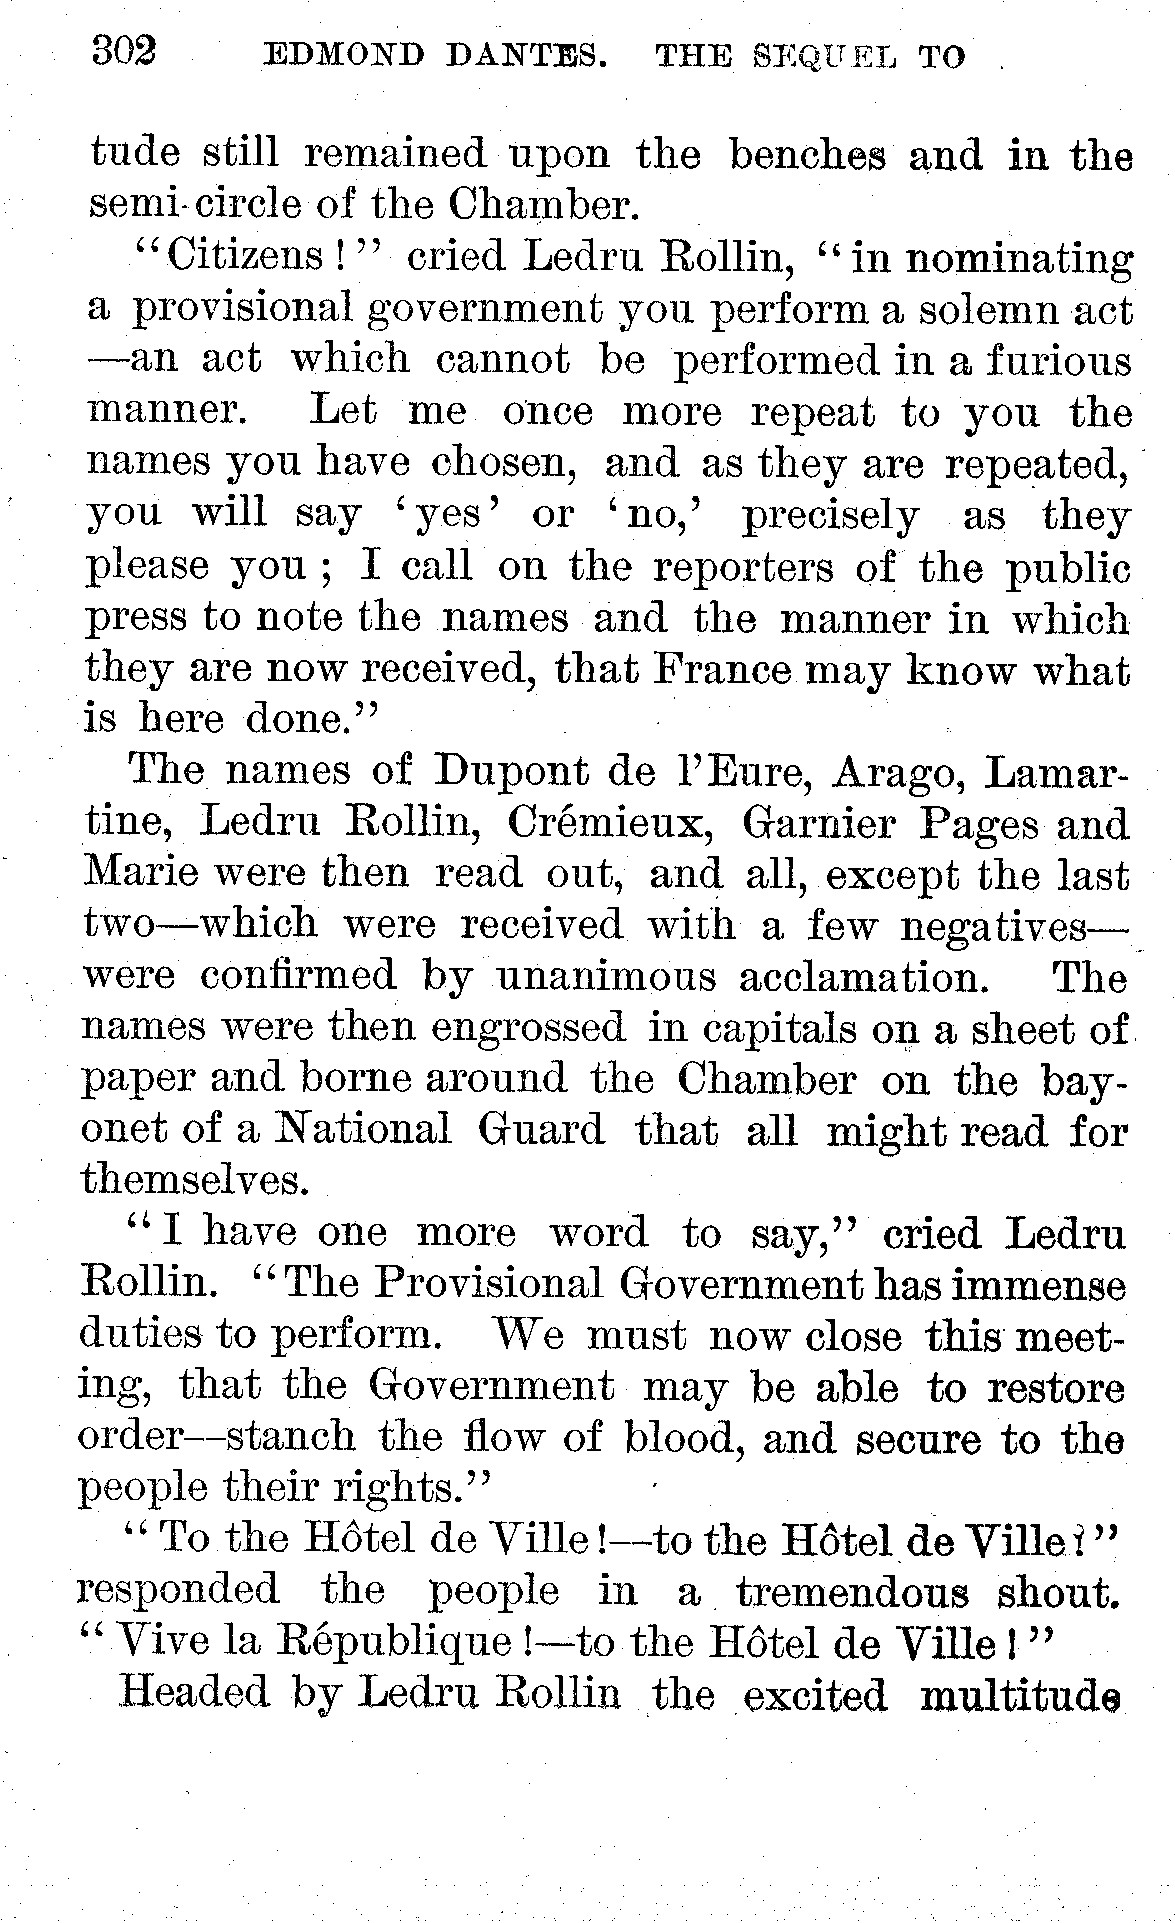 302 EDMOND DANTES. THE SEQUEL TO
tude still remained upon the benches and in the
semi-circle of the Chamber.
"Citizens!" cried Ledru Rollin, "in nominating
a provisional government you perform a solemn act
—an act which cannot be performed in a furious
manner. Let me once more repeat to you the
names you have chosen, and as they are repeated,
you will say 'yes' or 'no,' precisely as they
please you; I call on the reporters of the public
press to note the names and the manner in which
they are now received, that France may know what
is here done."
The names of Dupont de l'Eure, Arago, Lamar-
tine, Ledru Rollin, Crémieux, Garnier Pages and
Marie were then read out, and all, except the last
two—which were received with a few negatives—
were confirmed by unanimous acclamation. The
names were then engrossed in capitals on a sheet of
paper and borne around the Chamber on the bay-
onet of a National Guard that all might read for
themselves.
"I have one more word to say," cried Ledru
Rollin. "The Provisional Government has immense
duties to perform. We must now close this meet-
ing, that the Government may be able to restore
order—stanch the flow of blood, and secure to the
people their rights."
"To the Hôtel de Ville!—to the Hôtel de Ville!"
responded the people in a tremendous shout.
"Vive la République!—to the Hôtel de Ville!"
Headed by Ledru Rollin the excited multitude